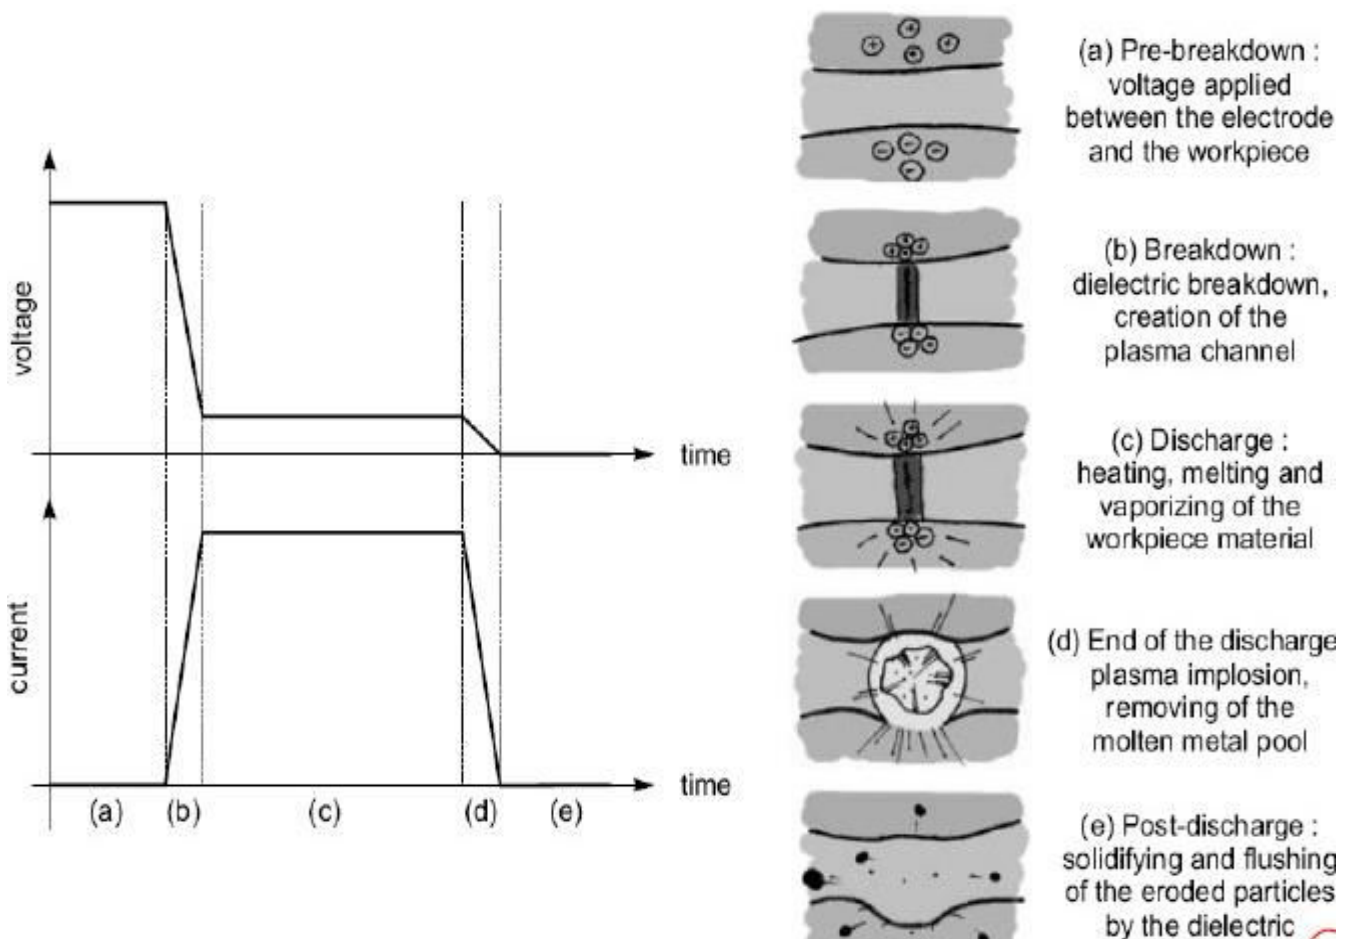 voltage
time
current
time
(a) (b) (c) (d) (e)
(a) Pre-breakdown :
voltage applied
between the electrode
and the workpiece
(b) Breakdown :
dielectric breakdown,
creation of the
plasma channel
(c) Discharge :
heating, melting and
vaporizing of the
workpiece material
(d) End of the discharge
plasma implosion,
removing of the
molten metal pool
(e) Post-discharge :
solidifying and flushing
of the eroded particles
by the dielectric